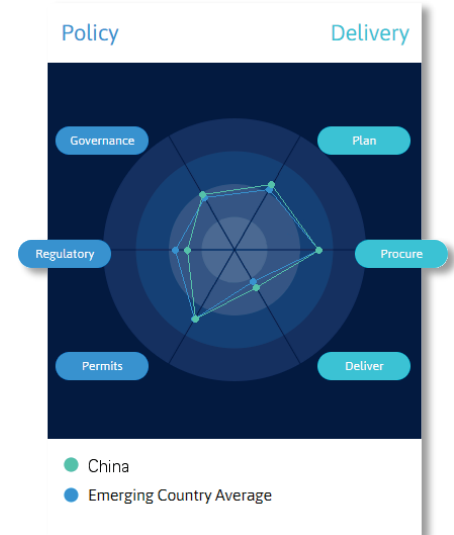 Policy Delivery
Governance Plan
Regulatory Procure
Permits Deliver
China
Emerging Country Average